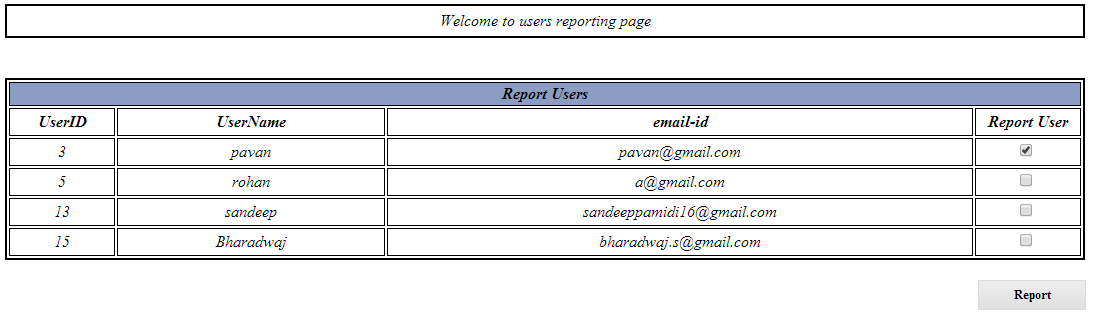 Welcome to users reporting page
Report Users
UserID UserName email-id Report User
3 pavan pavan@gmail.com
5 rohan a@gmail.com
13 sandeep sandeeppamidi16@gmail.com
15 Bharadwaj bharadwaj.s@gmail.com
Report